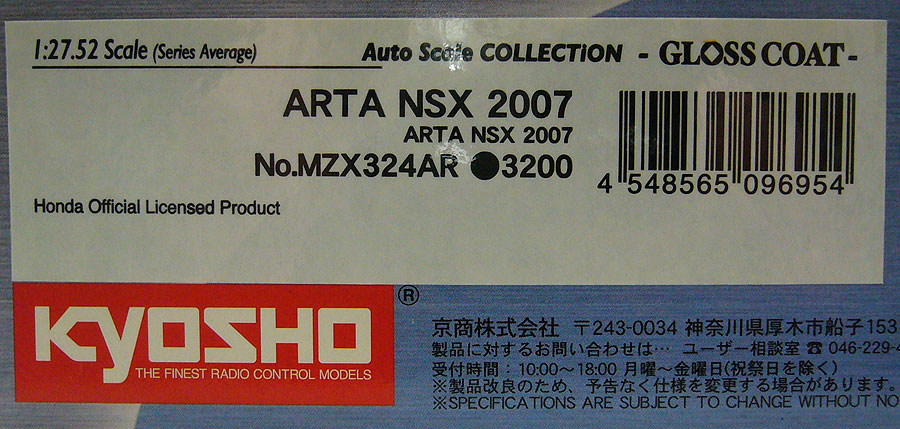 1:27.52 Scale (Series Average)
Auto Scale COLLECTION - GLOSS COAT -
ARTA NSX 2007
ARTA NSX 2007
No.MZX324AR ●3200
4 548565 096954
Honda Official Licensed Product
KYOSHO ®
THE FINEST RADIO CONTROL MODELS
京商株式会社 〒243-0034 神奈川県厚木市船子153
製品に対するお問い合わせは… ユーザー相談室 ☎ 046-229-4
受付時間:10:00〜18:00 月曜〜金曜日(祝祭日を除く)
※製品改良のため、予告なく仕様を変更する場合があります。
※SPECIFICATIONS ARE SUBJECT TO CHANGE WITHOUT NO